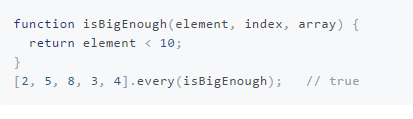 function isBigEnough(element, index, array) {
  return element < 10;
}
[2, 5, 8, 3, 4].every(isBigEnough);   // true